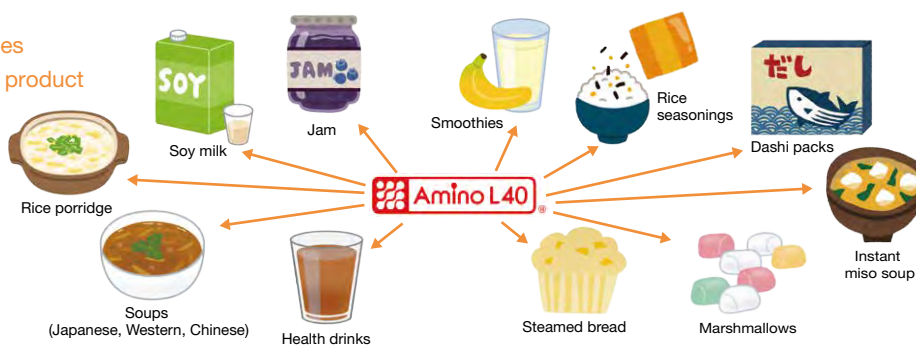 es
product
SOY
JAM
だし
Rice
seasonings
Smoothies
Jam
Soy milk
Dashi packs
Amino L40
®
Rice porridge
Instant
miso soup
Soups
(Japanese, Western, Chinese)
Health drinks
Steamed bread
Marshmallows